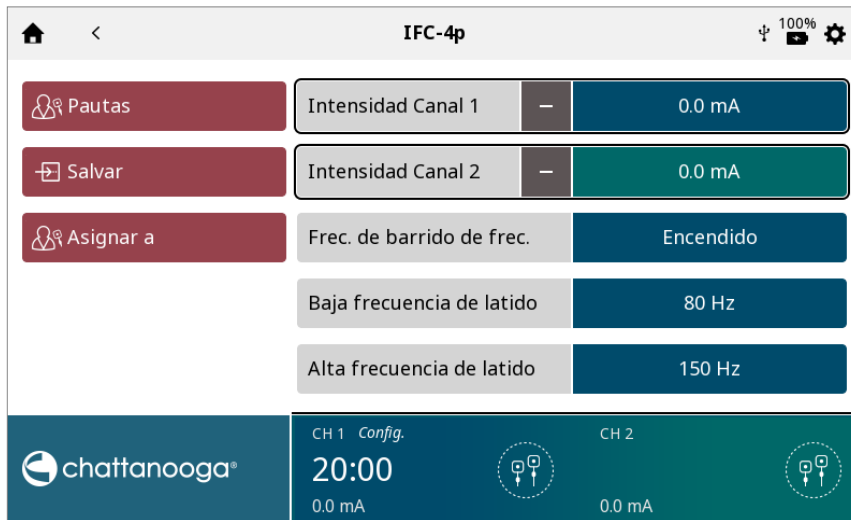 IFC-4p
100%
Pautas
Intensidad Canal 1 – 0.0 mA
Salvar
Intensidad Canal 2 – 0.0 mA
Asignar a
Frec. de barrido de frec. Encendido
Baja frecuencia de latido 80 Hz
Alta frecuencia de latido 150 Hz
chattanooga®
CH 1 Config.
20:00
0.0 mA
CH 2
0.0 mA